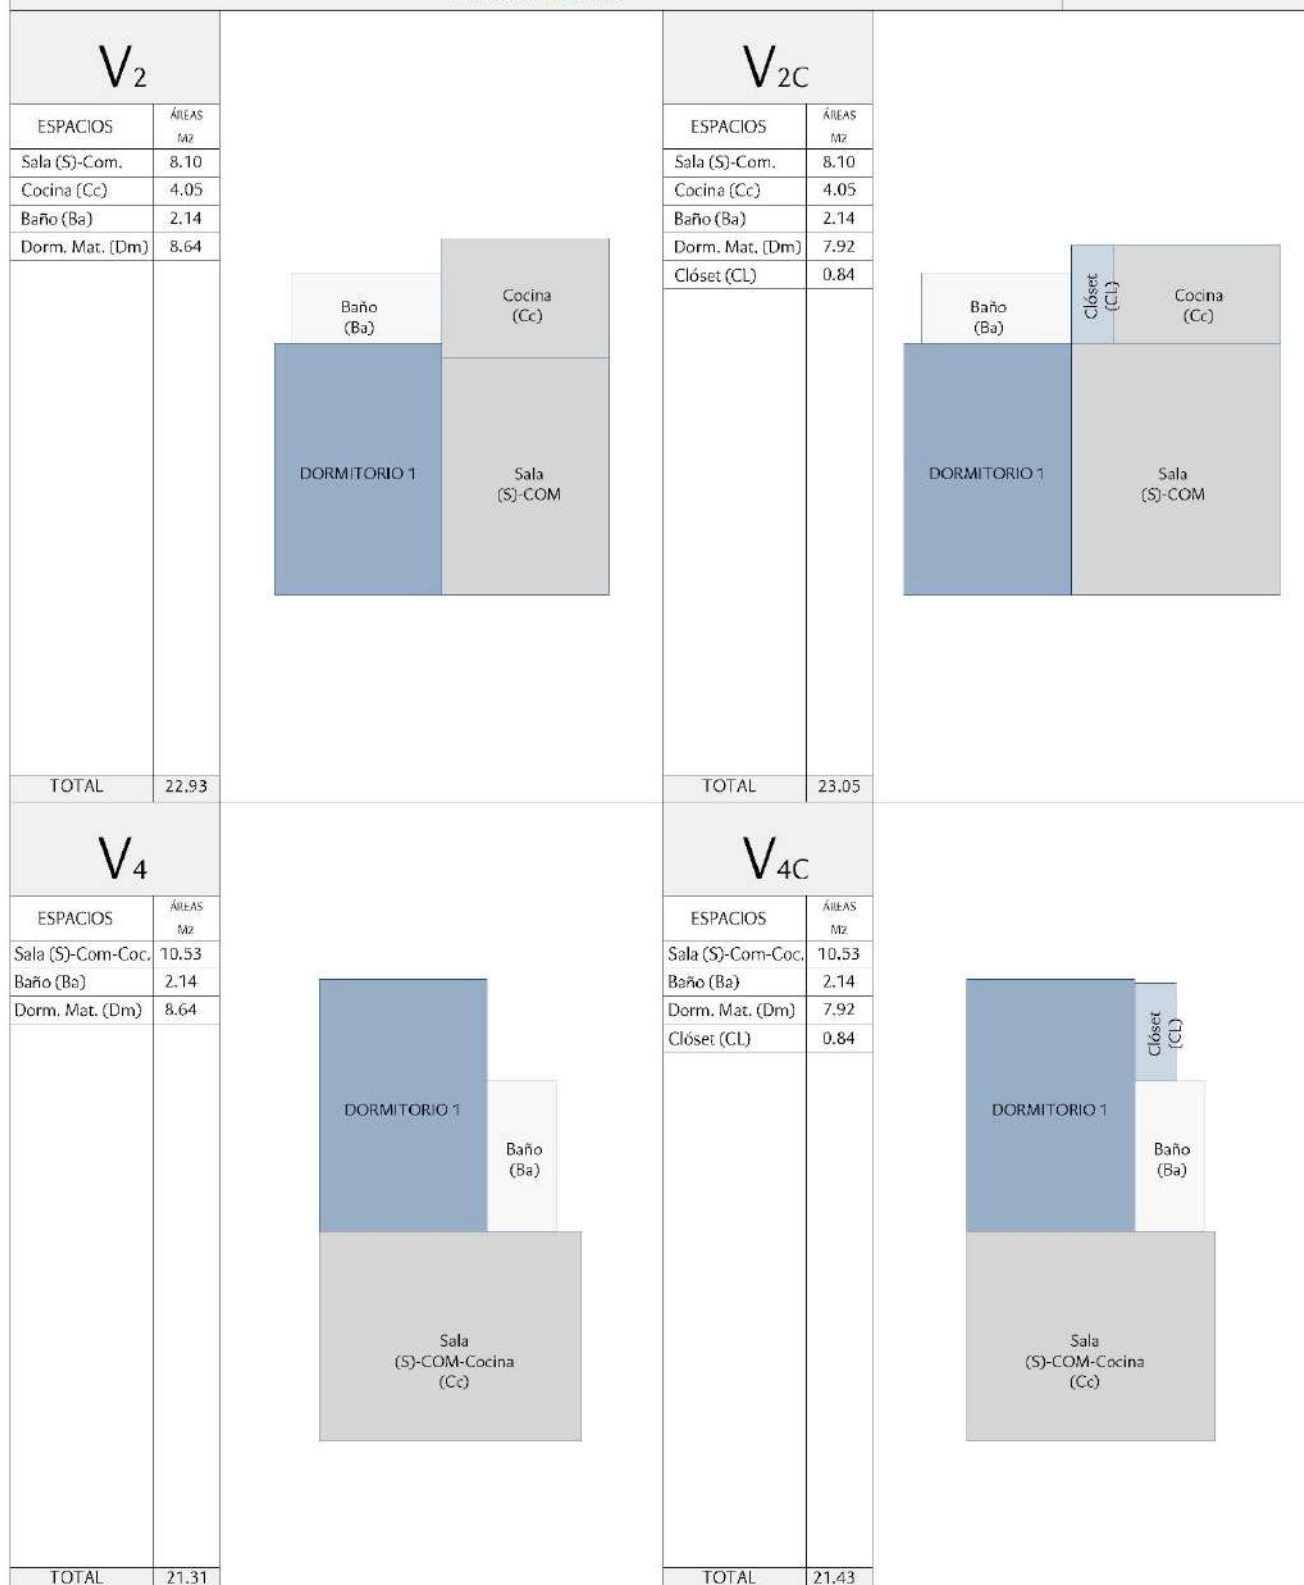 V2
ESPACIOS ÁREAS M2
Sala (S)-Com. 8.10
Cocina (Cc) 4.05
Baño (Ba) 2.14
Dorm. Mat. (Dm) 8.64
TOTAL 22.93
Baño
(Ba)
Cocina
(Cc)
DORMITORIO 1
Sala
(S)-COM
V2C
ESPACIOS ÁREAS M2
Sala (S)-Com. 8.10
Cocina (Cc) 4.05
Baño (Ba) 2.14
Dorm. Mat. (Dm) 7.92
Clóset (CL) 0.84
TOTAL 23.05
Baño
(Ba)
Clóset
(CL)
Cocina
(Cc)
DORMITORIO 1
Sala
(S)-COM
V4
ESPACIOS ÁREAS M2
Sala (S)-Com-Coc. 10.53
Baño (Ba) 2.14
Dorm. Mat. (Dm) 8.64
TOTAL 21.31
DORMITORIO 1
Baño
(Ba)
Sala
(S)-COM-Cocina
(Cc)
V4C
ESPACIOS ÁREAS M2
Sala (S)-Com-Coc. 10.53
Baño (Ba) 2.14
Dorm. Mat. (Dm) 7.92
Clóset (CL) 0.84
TOTAL 21.43
Clóset
(CL)
DORMITORIO 1
Baño
(Ba)
Sala
(S)-COM-Cocina
(Cc)